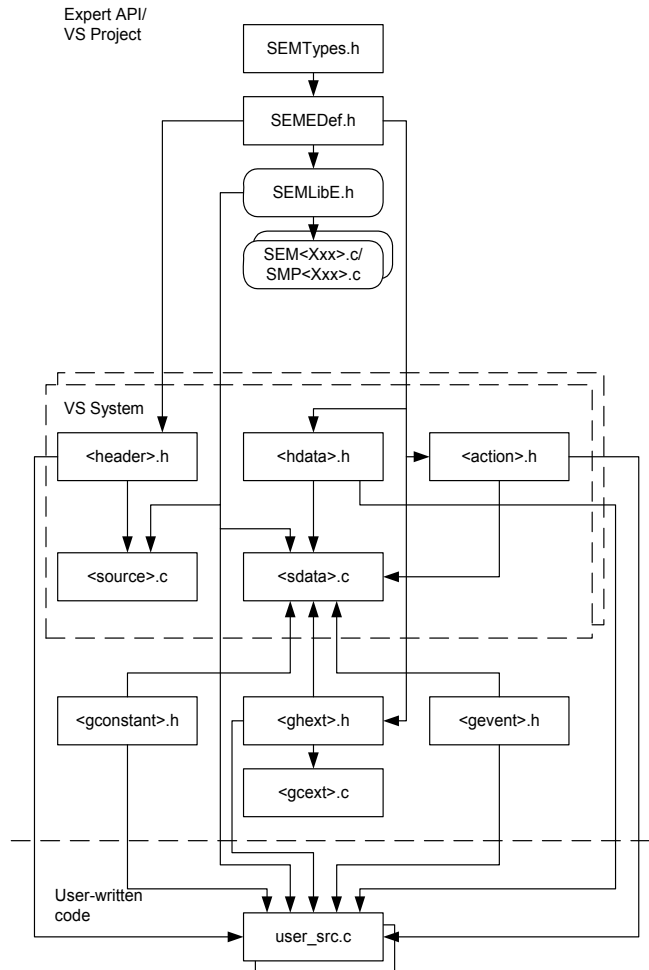 Expert API/
VS Project
SEMTypes.h
SEMEDef.h
SEMLibE.h
SEM<Xxx>.c/
SMP<Xxx>.c
VS System
<header>.h
<hdata>.h
<action>.h
<source>.c
<sdata>.c
<gconstant>.h
<ghext>.h
<gevent>.h
<gcext>.c
User-written
code
user_src.c